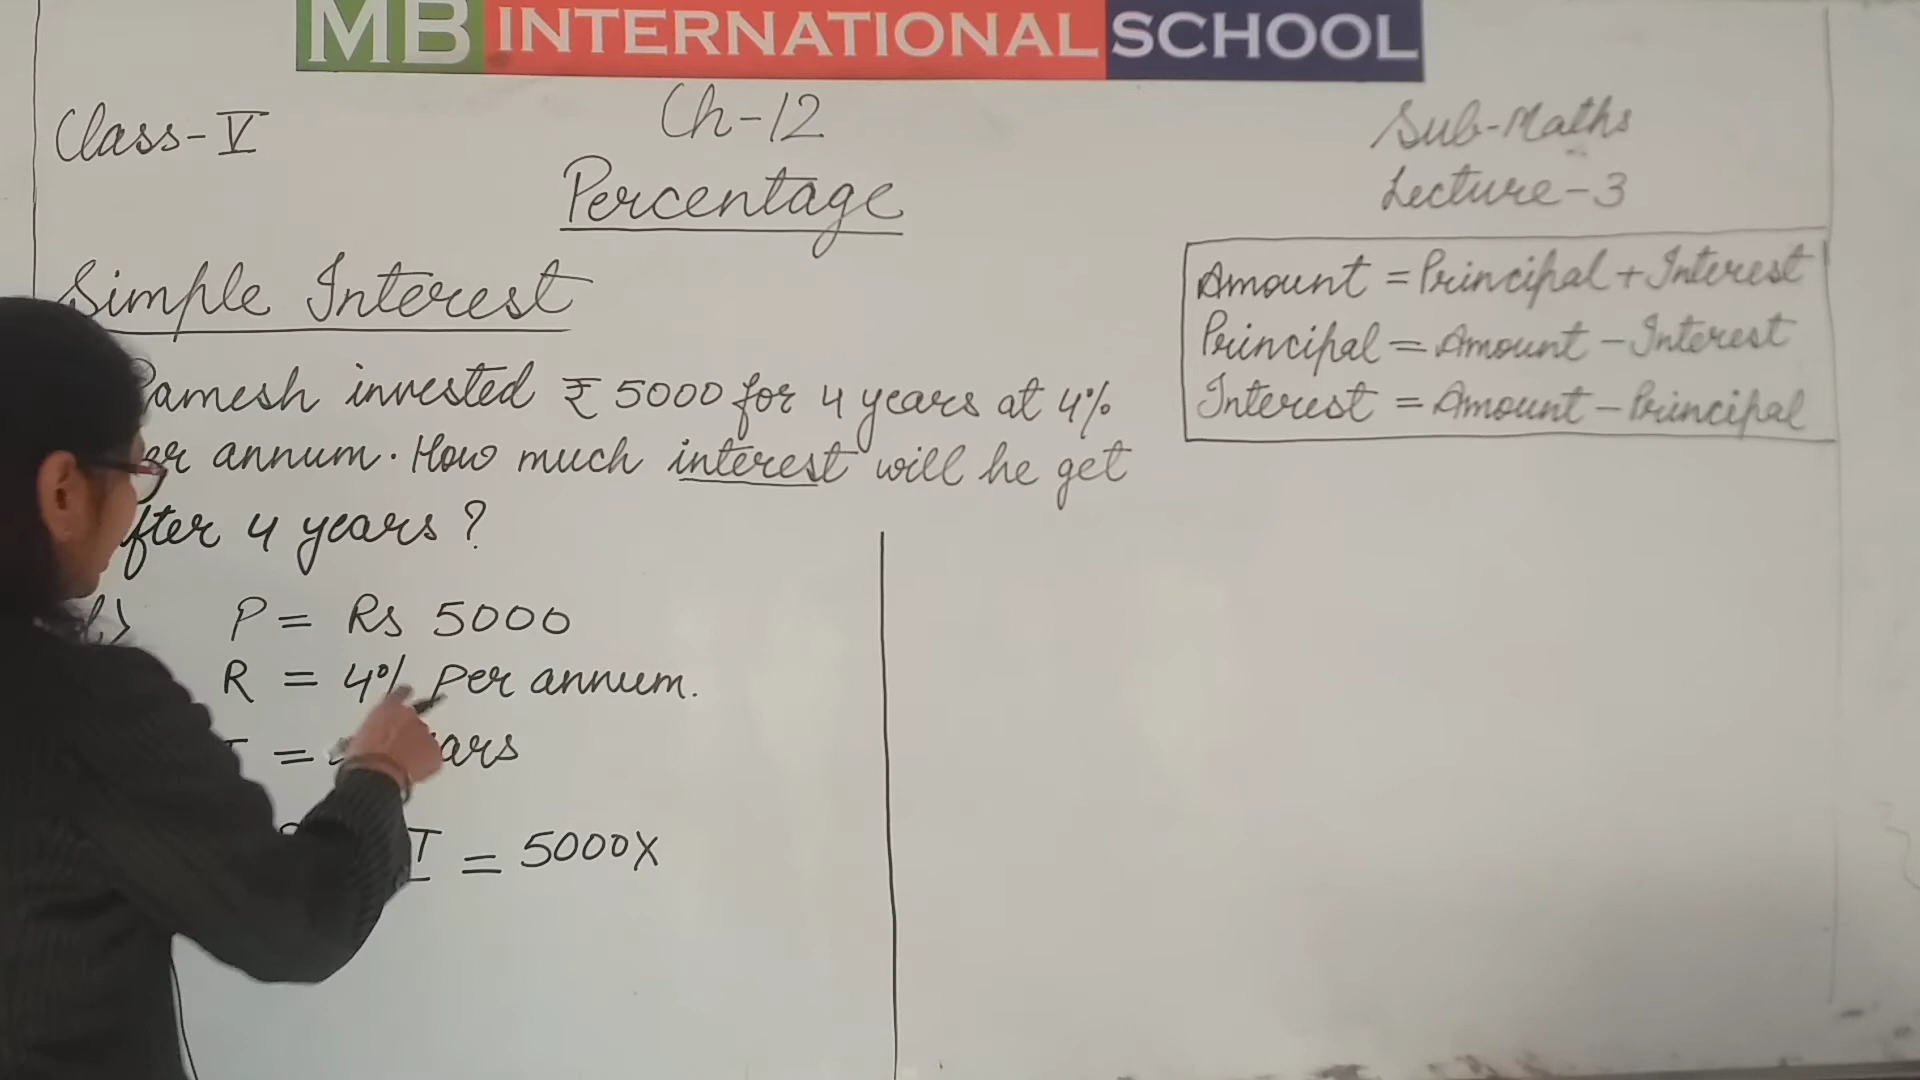 MB INTERNATIONAL SCHOOL
Class-V
Ch-12
Percentage
Sub-Maths
Lecture-3
Simple Interest
Amount = Principal + Interest
Principal = Amount - Interest
Interest = Amount - Principal
Ramesh invested ₹ 5000 for 4 years at 4%
annum. How much interest will he get
after 4 years?
P = Rs 5000
R = 4% per annum.
=
T = 5000X